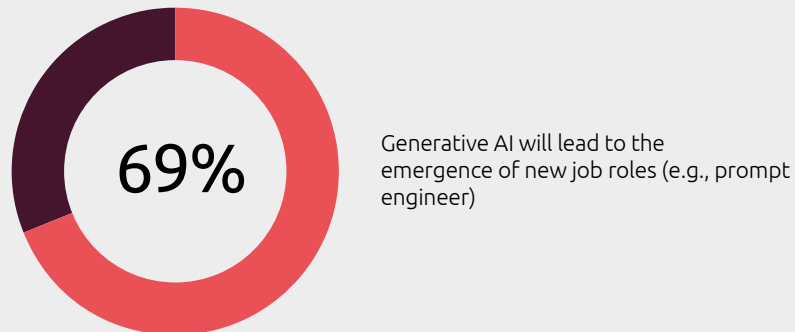 69%
Generative AI will lead to the
emergence of new job roles (e.g., prompt
engineer)